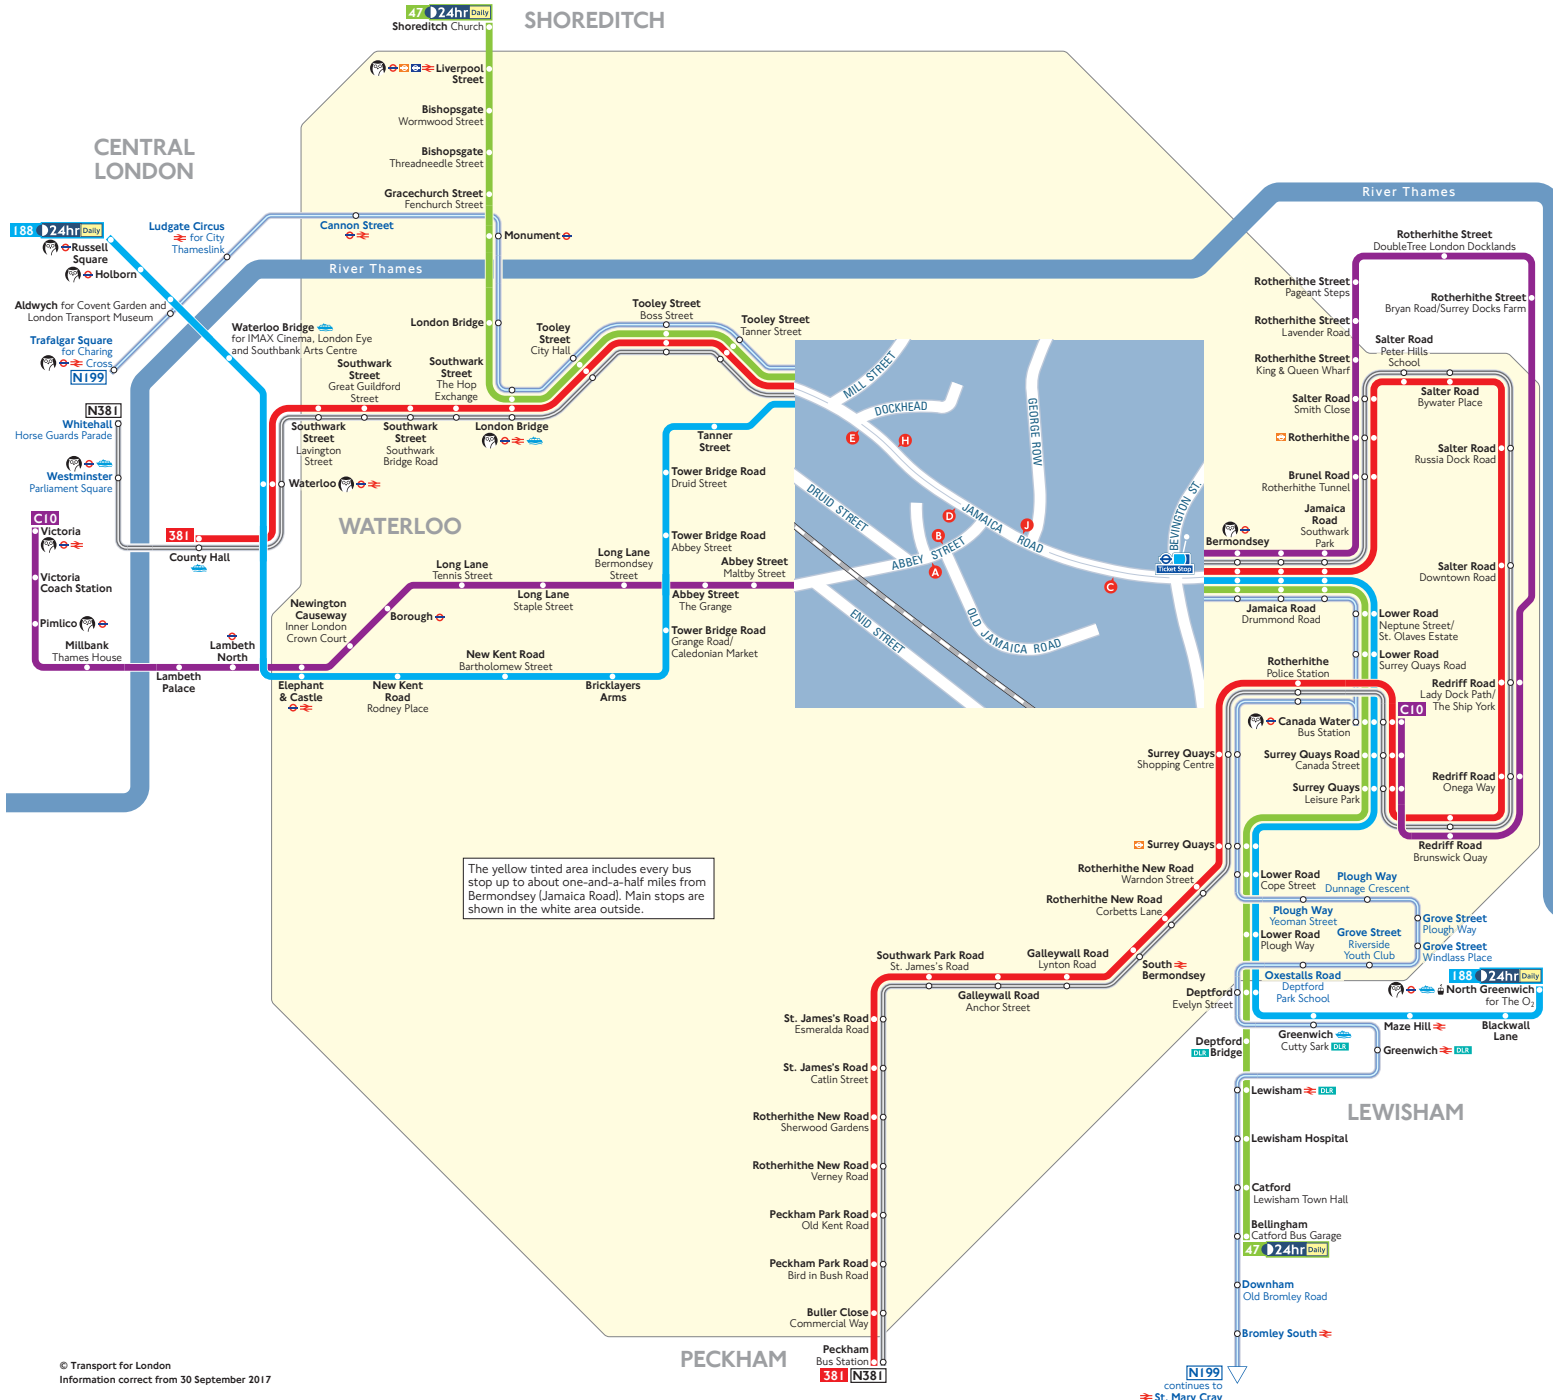 47 24hr Daily
Shoreditch Church
SHOREDITCH
Liverpool
Street
Bishopsgate
Wormwood Street
Bishopsgate
Threadneedle Street
Gracechurch Street
Fenchurch Street
CENTRAL
LONDON
188 24hr Daily
Russell
Square
Holborn
Ludgate Circus
for City
Thameslink
Cannon Street
Monument
River Thames
River Thames
Aldwych for Covent Garden and
London Transport Museum
Trafalgar Square
for Charing
Cross
N199
Waterloo Bridge
for IMAX Cinema, London Eye
and Southbank Arts Centre
London Bridge
Tooley
Street
City Hall
Tooley Street
Boss Street
Tooley Street
Tanner Street
Southwark
Street
Great Guildford
Street
Southwark
Street
The Hop
Exchange
N381
Whitehall
Horse Guards Parade
Westminster
Parliament Square
Southwark
Street
Lavington
Street
Southwark
Street
Southwark
Bridge Road
London Bridge
Waterloo
WATERLOO
C10
Victoria
381
County Hall
Victoria
Coach Station
Pimlico
Millbank
Thames House
Lambeth
Palace
Lambeth
North
Newington
Causeway
Inner London
Crown Court
Borough
Long Lane
Tennis Street
Long Lane
Staple Street
Long Lane
Bermondsey
Street
Abbey Street
Maltby Street
Abbey Street
The Grange
Tanner
Street
Tower Bridge Road
Druid Street
Tower Bridge Road
Abbey Street
Tower Bridge Road
Grange Road/
Caledonian Market
Elephant
& Castle
New Kent
Road
Rodney Place
New Kent Road
Bartholomew Street
Bricklayers
Arms
MILL STREET
DOCKHEAD
GEORGE ROW
DRUID STREET
ABBEY STREET
JAMAICA
ROAD
BEVINGTON ST.
ENID STREET
OLD JAMAICA ROAD
E
H
D
B
A
J
C
Ticket Stop
Rotherhithe Street
DoubleTree London Docklands
Rotherhithe Street
Pageant Steps
Rotherhithe Street
Bryan Road/Surrey Docks Farm
Rotherhithe Street
Lavender Road
Salter Road
Peter Hills
School
Rotherhithe Street
King & Queen Wharf
Salter Road
Smith Close
Salter Road
Bywater Place
Rotherhithe
Salter Road
Russia Dock Road
Brunel Road
Rotherhithe Tunnel
Jamaica
Road
Southwark
Park
Bermondsey
Salter Road
Downtown Road
Jamaica Road
Drummond Road
Lower Road
Neptune Street/
St. Olaves Estate
Lower Road
Surrey Quays Road
Rotherhithe
Police Station
Redriff Road
Lady Dock Path/
The Ship York
C10
Canada Water
Bus Station
Surrey Quays
Shopping Centre
Surrey Quays Road
Canada Street
Surrey Quays
Leisure Park
Redriff Road
Onega Way
Redriff Road
Brunswick Quay
Surrey Quays
Rotherhithe New Road
Warndon Street
Rotherhithe New Road
Corbetts Lane
Lower Road
Cope Street
Plough Way
Dunnage Crescent
Plough Way
Yeoman Street
Grove Street
Plough Way
Lower Road
Plough Way
Grove Street
Riverside
Youth Club
Grove Street
Windlass Place
Oxestalls Road
Deptford
Park School
188 24hr Daily
North Greenwich
for The O2
Southwark Park Road
St. James's Road
Galleywall Road
Lynton Road
Galleywall Road
Anchor Street
South
Bermondsey
Deptford
Evelyn Street
Greenwich
Cutty Sark DLR
Maze Hill
Blackwall
Lane
Deptford
DLR Bridge
Greenwich DLR
Lewisham DLR
LEWISHAM
Lewisham Hospital
Catford
Lewisham Town Hall
Bellingham
Catford Bus Garage
47 24hr Daily
Downham
Old Bromley Road
Bromley South
N199
continues to
St. Mary Cray
St. James's Road
Esmeralda Road
St. James's Road
Catlin Street
Rotherhithe New Road
Sherwood Gardens
Rotherhithe New Road
Verney Road
Peckham Park Road
Old Kent Road
Peckham Park Road
Bird in Bush Road
Buller Close
Commercial Way
Peckham
Bus Station
381 N381
PECKHAM
The yellow tinted area includes every bus
stop up to about one-and-a-half miles from
Bermondsey (Jamaica Road). Main stops are
shown in the white area outside.
© Transport for London
Information correct from 30 September 2017